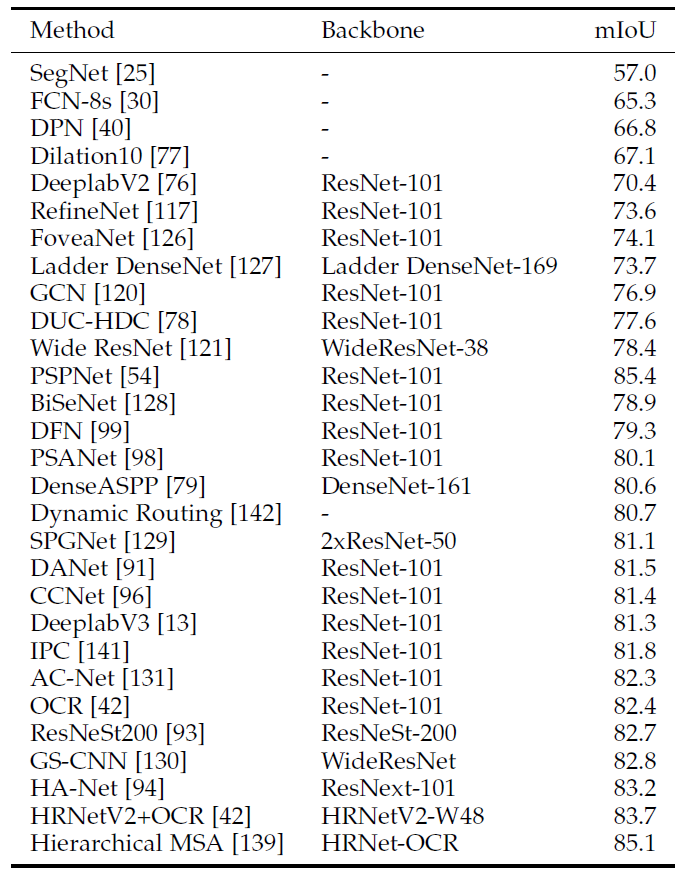 Method Backbone mIoU
SegNet [25] - 57.0
FCN-8s [30] - 65.3
DPN [40] - 66.8
Dilation10 [77] - 67.1
DeeplabV2 [76] ResNet-101 70.4
RefineNet [117] ResNet-101 73.6
FoveaNet [126] ResNet-101 74.1
Ladder DenseNet [127] Ladder DenseNet-169 73.7
GCN [120] ResNet-101 76.9
DUC-HDC [78] ResNet-101 77.6
Wide ResNet [121] WideResNet-38 78.4
PSPNet [54] ResNet-101 85.4
BiSeNet [128] ResNet-101 78.9
DFN [99] ResNet-101 79.3
PSANet [98] ResNet-101 80.1
DenseASPP [79] DenseNet-161 80.6
Dynamic Routing [142] - 80.7
SPGNet [129] 2xResNet-50 81.1
DANet [91] ResNet-101 81.5
CCNet [96] ResNet-101 81.4
DeeplabV3 [13] ResNet-101 81.3
IPC [141] ResNet-101 81.8
AC-Net [131] ResNet-101 82.3
OCR [42] ResNet-101 82.4
ResNeSt200 [93] ResNeSt-200 82.7
GS-CNN [130] WideResNet 82.8
HA-Net [94] ResNext-101 83.2
HRNetV2+OCR [42] HRNetV2-W48 83.7
Hierarchical MSA [139] HRNet-OCR 85.1